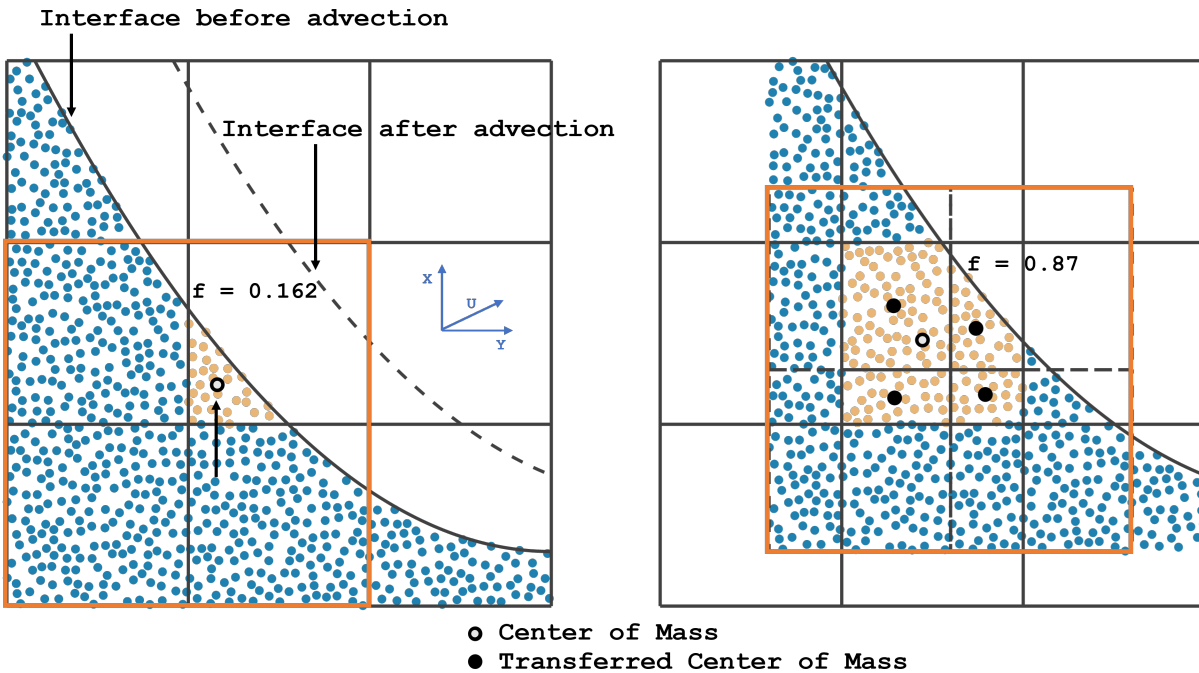 Interface before advection
Interface after advection
f = 0.162
X
U
Y
f = 0.87
Center of Mass
Transferred Center of Mass